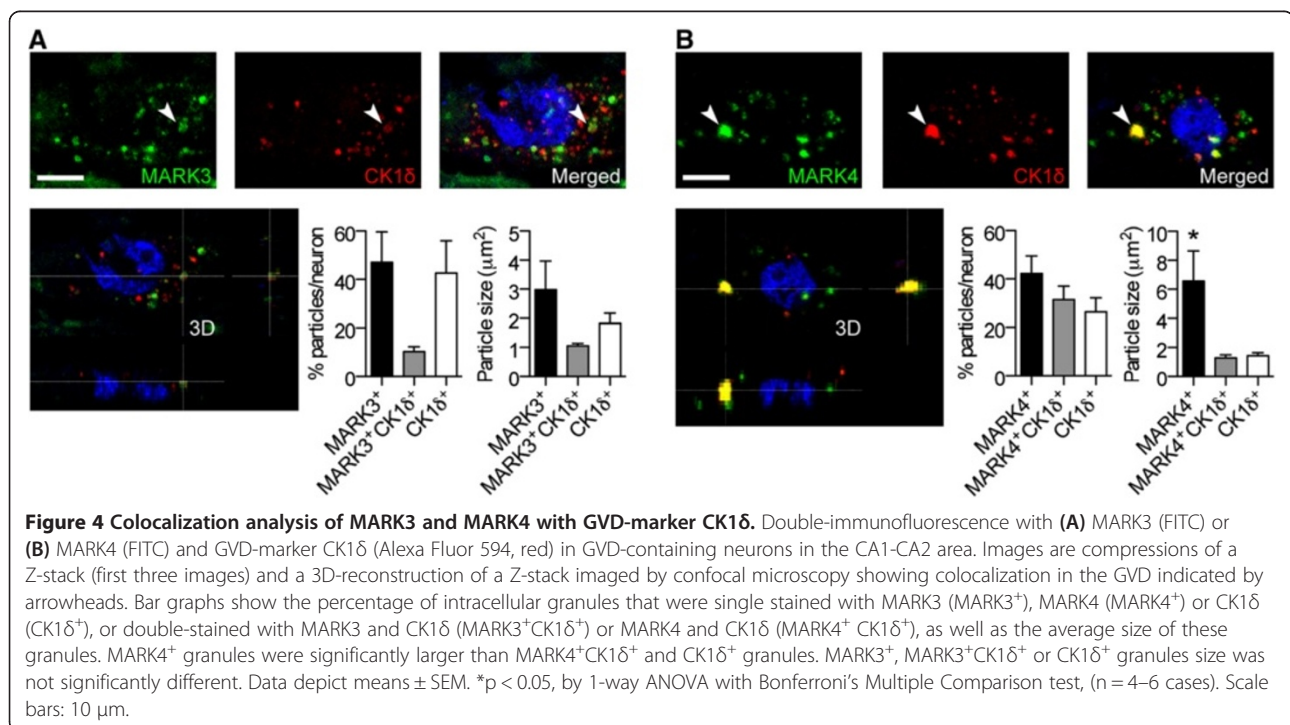 A
B
MARK3
CK1δ
Merged
MARK4
CK1δ
Merged
3D
% particles/neuron
60
40
20
0
MARK3⁺
MARK3⁺CK1δ⁺
CK1δ⁺
Particle size (μm²)
5
4
3
2
1
0
MARK3⁺
MARK3⁺CK1δ⁺
CK1δ⁺
3D
% particles/neuron
60
40
20
0
MARK4⁺
MARK4⁺CK1δ⁺
CK1δ⁺
Particle size (μm²)
10
8
6
4
2
0
*
MARK4⁺
MARK4⁺CK1δ⁺
CK1δ⁺
Figure 4 Colocalization analysis of MARK3 and MARK4 with GVD-marker CK1δ. Double-immunofluorescence with (A) MARK3 (FITC) or
(B) MARK4 (FITC) and GVD-marker CK1δ (Alexa Fluor 594, red) in GVD-containing neurons in the CA1-CA2 area. Images are compressions of a
Z-stack (first three images) and a 3D-reconstruction of a Z-stack imaged by confocal microscopy showing colocalization in the GVD indicated by
arrowheads. Bar graphs show the percentage of intracellular granules that were single stained with MARK3 (MARK3⁺), MARK4 (MARK4⁺) or CK1δ
(CK1δ⁺), or double-stained with MARK3 and CK1δ (MARK3⁺CK1δ⁺) or MARK4 and CK1δ (MARK4⁺ CK1δ⁺), as well as the average size of these
granules. MARK4⁺ granules were significantly larger than MARK4⁺CK1δ⁺ and CK1δ⁺ granules. MARK3⁺, MARK3⁺CK1δ⁺ or CK1δ⁺ granules size was
not significantly different. Data depict means ± SEM. *p < 0.05, by 1-way ANOVA with Bonferroni's Multiple Comparison test, (n = 4–6 cases). Scale
bars: 10 μm.